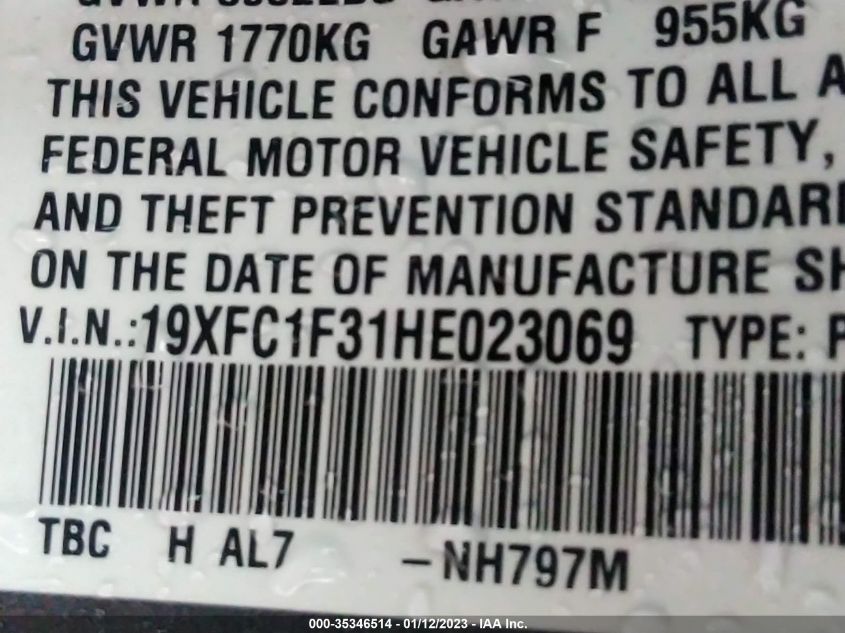 GVWR 1770KG GAWR F 955KG
THIS VEHICLE CONFORMS TO ALL A
FEDERAL MOTOR VEHICLE SAFETY,
AND THEFT PREVENTION STANDAR
ON THE DATE OF MANUFACTURE SH
V.I.N.:19XFC1F31HE023069 TYPE: P
TBC H AL7 -NH797M
000-35346514 - 01/12/2023 - IAA Inc.